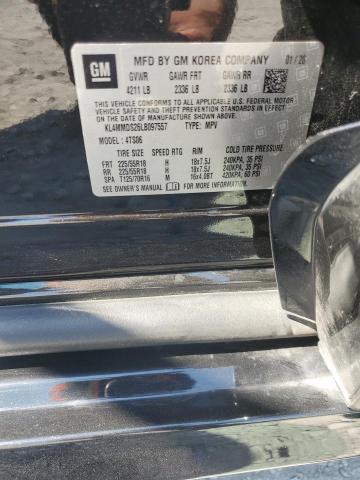 GM
MFD BY GM KOREA COMPANY 01 / 20
GVWR GAWR FRT GAWR RR
4211 LB 2336 LB 2336 LB
THIS VEHICLE CONFORMS TO ALL APPLICABLE U.S. FEDERAL MOTOR
VEHICLE SAFETY AND THEFT PREVENTION STANDARDS IN EFFECT
ON THE DATE OF MANUFACTURE SHOWN ABOVE.
KL4MMDS26LB097557 TYPE: MPV
MODEL: 4TS06
TIRE SIZE SPEED RTG RIM COLD TIRE PRESSURE
FRT 225/55R18 H 18x7.5J 240KPA, 35 PSI
RR 225/55R18 H 18x7.5J 240KPA, 35 PSI
SPA T125/70R16 M 16x4.0BT 420KPA, 60 PSI
SEE OWNER'S MANUAL FOR MORE INFORMATION.